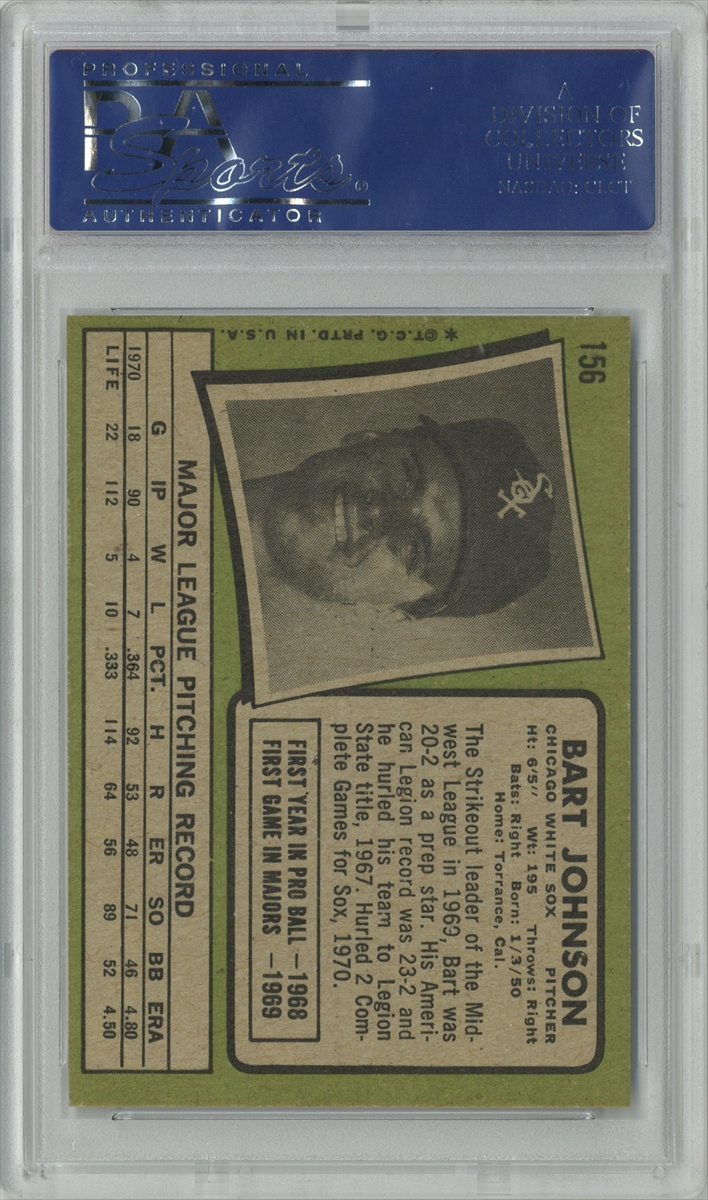 PROFESSIONAL
PSA
Sports®
AUTHENTICATOR
A
DIVISION OF
COLLECTORS
UNIVERSE
NASDAQ: CLCT
156
BART JOHNSON
CHICAGO WHITE SOX PITCHER
Ht: 6'5" Wt: 195 Throws: Right
Bats: Right Born: 1/3/50
Home: Torrance, Cal.
The Strikeout leader of the Mid-
west League in 1969, Bart was
20-2 as a prep star. His Ameri-
can Legion record was 23-2 and
he hurled his team to Legion
State title, 1967. Hurled 2 Com-
plete Games for Sox, 1970.
FIRST YEAR IN PRO BALL—1968
FIRST GAME IN MAJORS —1969
SOX
MAJOR LEAGUE PITCHING RECORD
G IP W L PCT. H R ER SO BB ERA
1970 18 90 4 7 .364 92 53 48 71 46 4.80
LIFE 22 112 5 10 .333 114 64 56 89 52 4.50
*©T.C.G. PRTD. IN U.S.A.